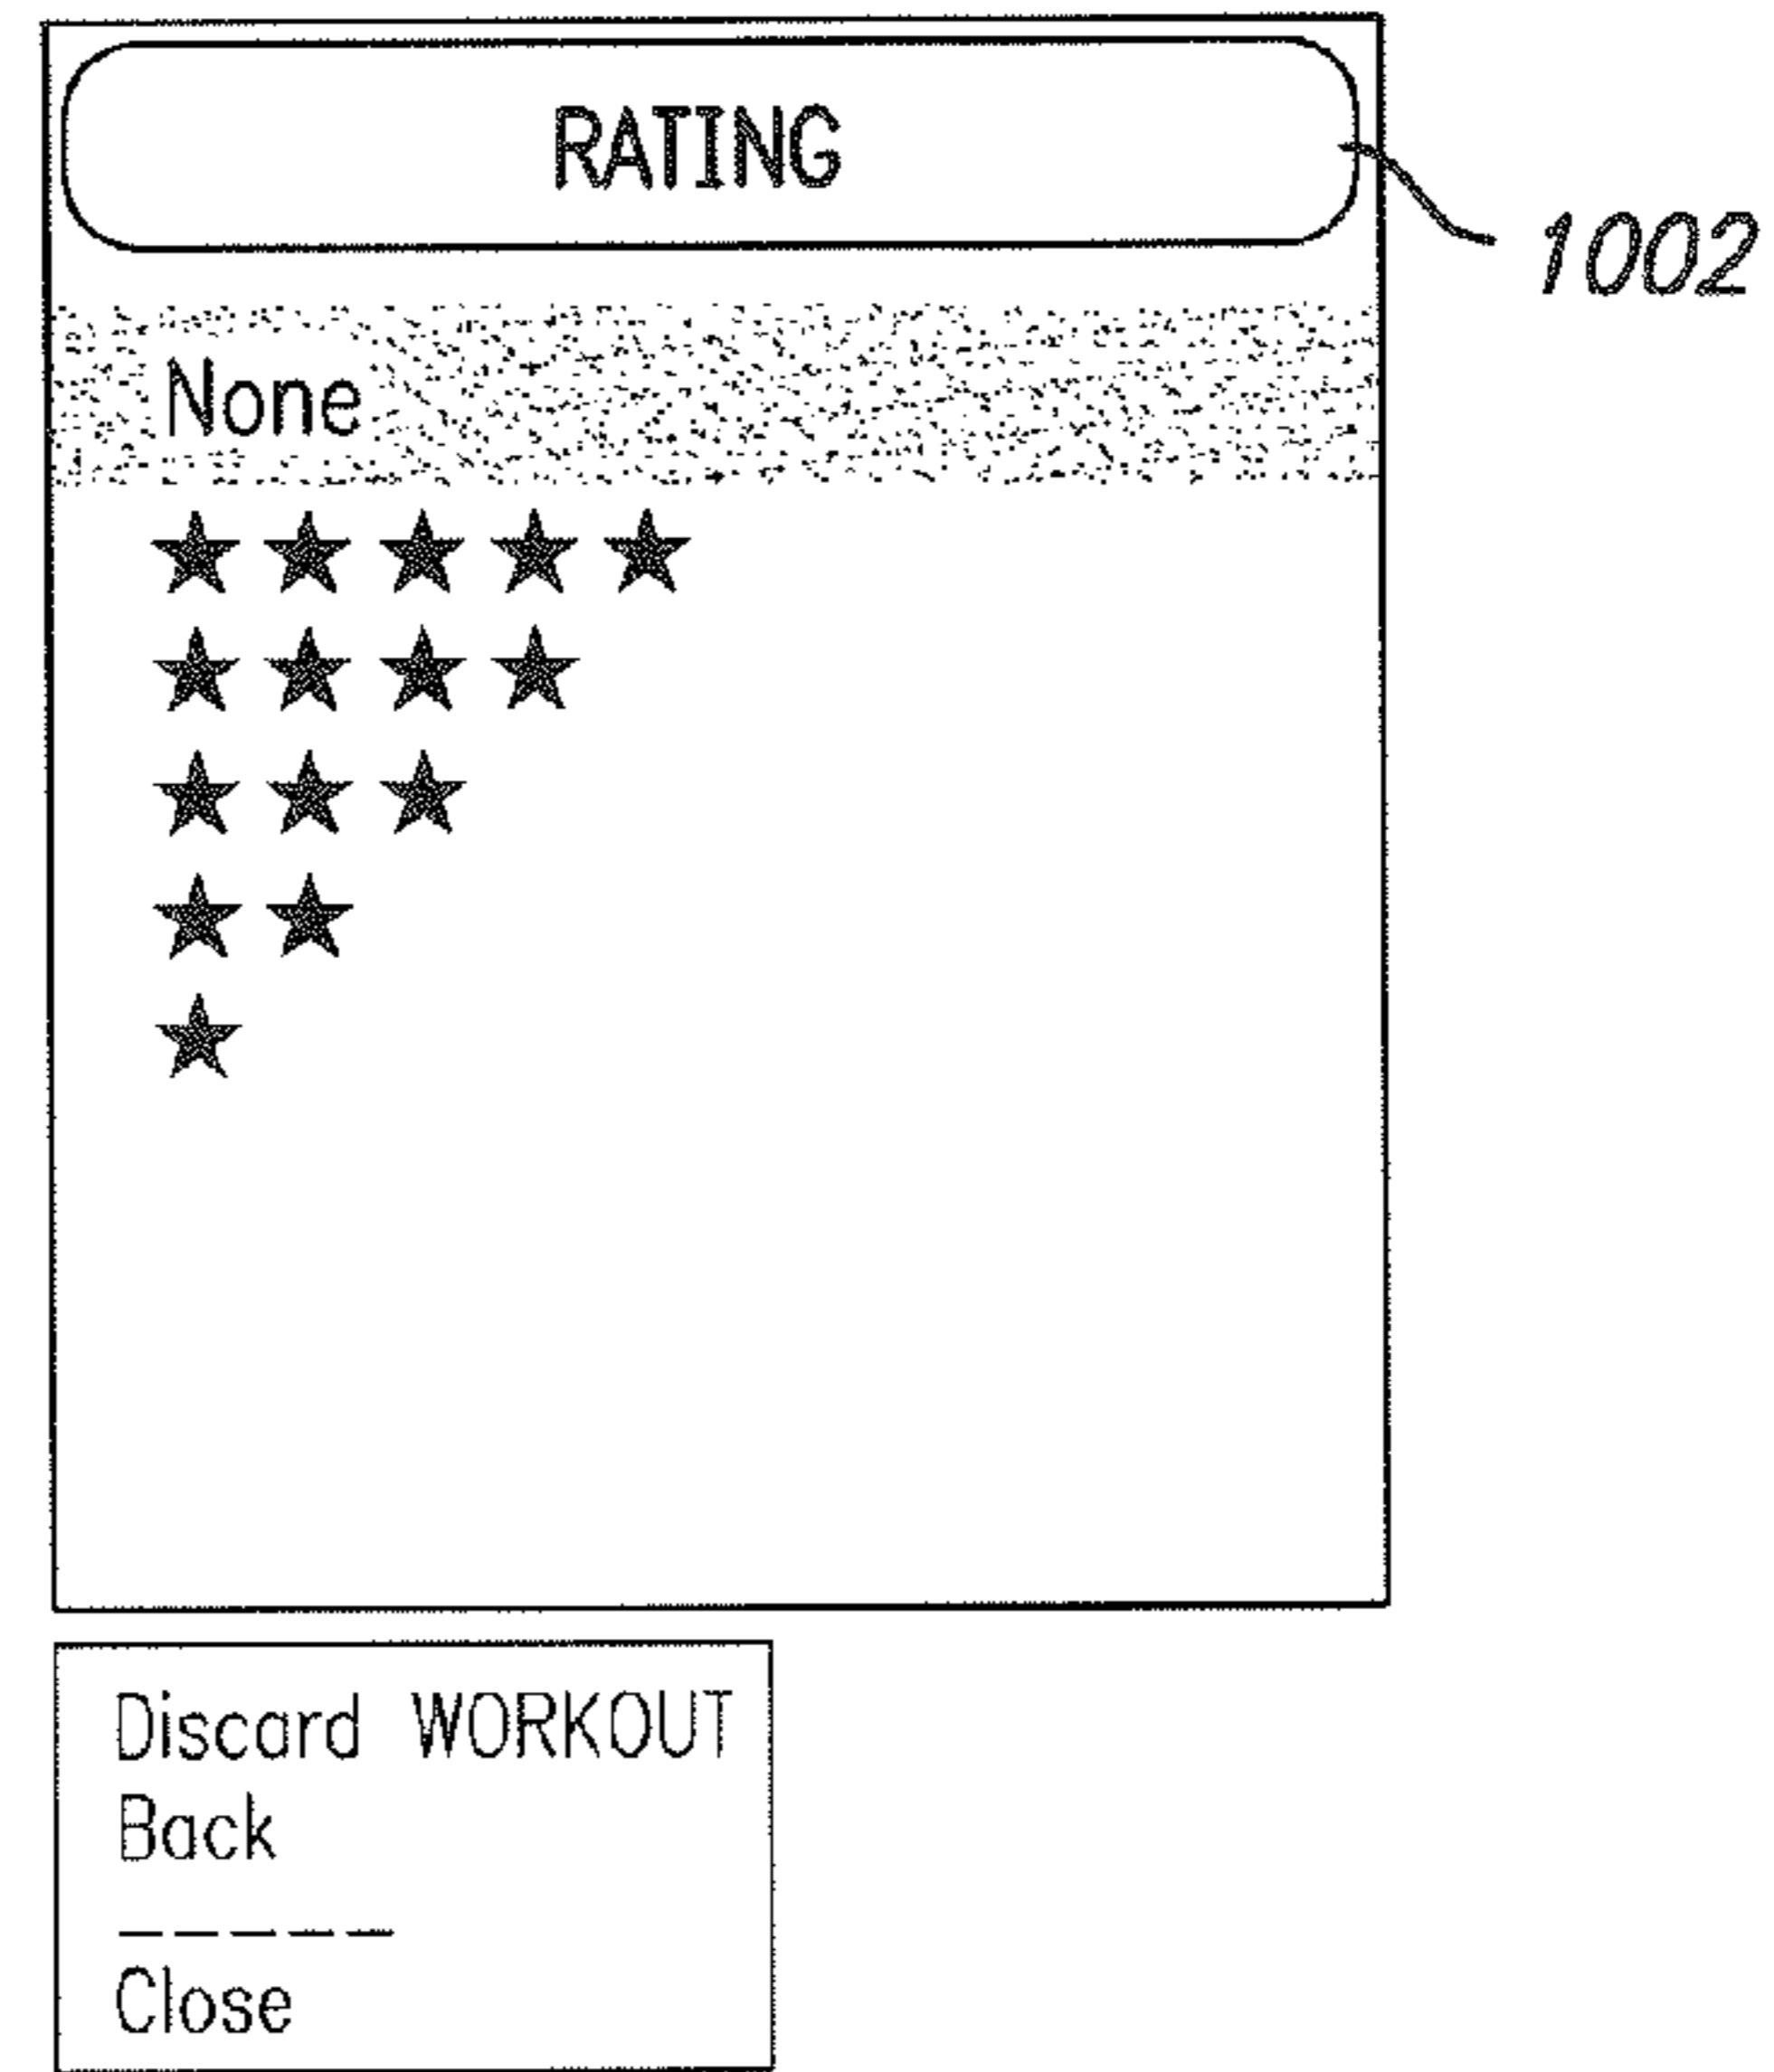 RATING
1002
None
★ ★ ★ ★ ★
★ ★ ★ ★
★ ★ ★
★ ★
★
Discard WORKOUT
Back
-----
Close